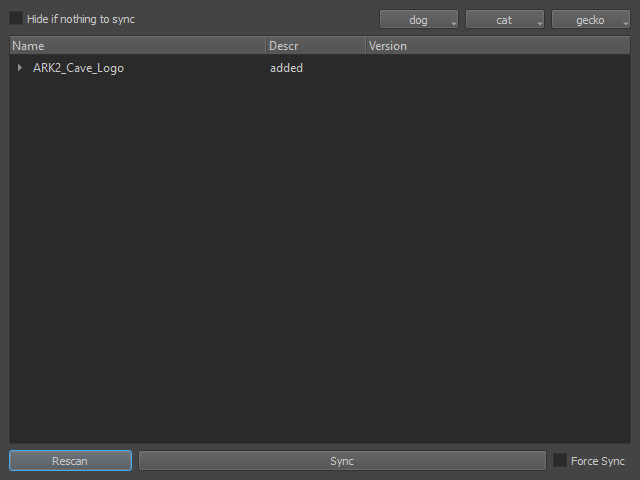 Hide if nothing to sync dog cat gecko
Name Descr Version
ARK2_Cave_Logo added
Rescan Sync Force Sync